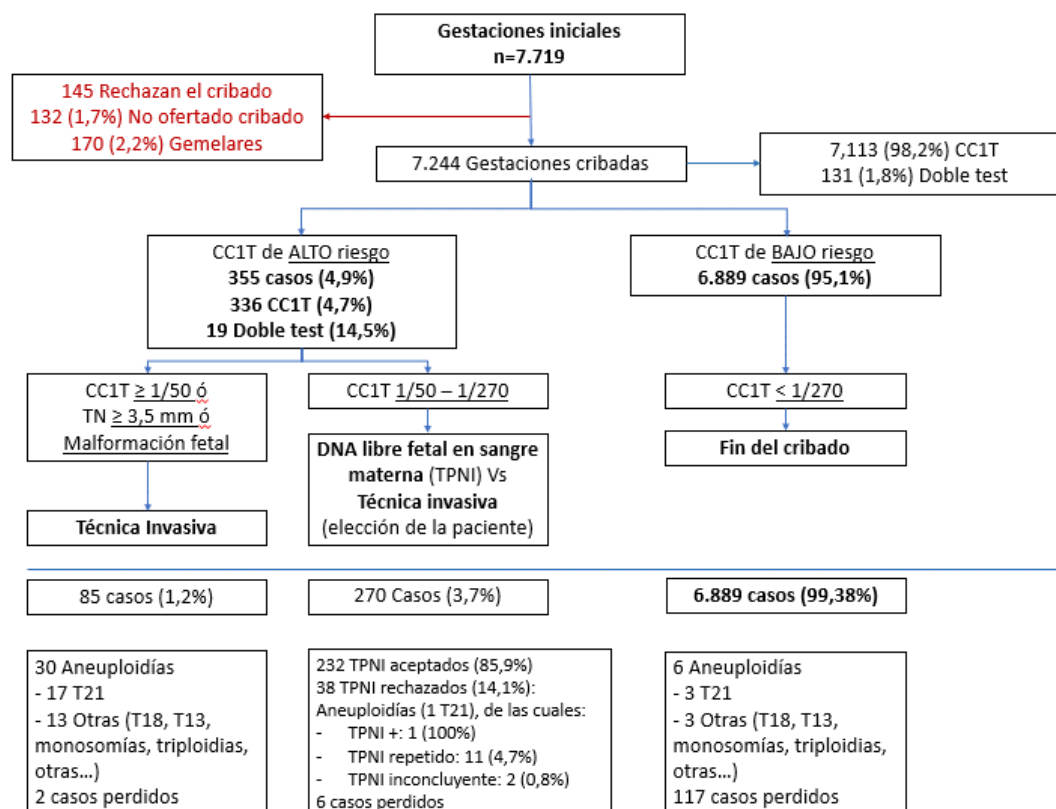 Gestaciones iniciales
n=7.719
145 Rechazan el cribado
132 (1,7%) No ofertado cribado
170 (2,2%) Gemelares
7.244 Gestaciones cribadas
7,113 (98,2%) CC1T
131 (1,8%) Doble test
CC1T de ALTO riesgo
355 casos (4,9%)
336 CC1T (4,7%)
19 Doble test (14,5%)
CC1T de BAJO riesgo
6.889 casos (95,1%)
CC1T ≥ 1/50 ó
TN ≥ 3,5 mm ó
Malformación fetal
CC1T 1/50 – 1/270
CC1T < 1/270
Técnica Invasiva
DNA libre fetal en sangre
materna (TPNI) Vs
Técnica invasiva
(elección de la paciente)
Fin del cribado
85 casos (1,2%)
270 Casos (3,7%)
6.889 casos (99,38%)
30 Aneuploidías
- 17 T21
- 13 Otras (T18, T13,
monosomías, triploidias,
otras…)
2 casos perdidos
232 TPNI aceptados (85,9%)
38 TPNI rechazados (14,1%):
Aneuploidías (1 T21), de las cuales:
- TPNI +: 1 (100%)
- TPNI repetido: 11 (4,7%)
- TPNI inconcluyente: 2 (0,8%)
6 casos perdidos
6 Aneuploidías
- 3 T21
- 3 Otras (T18, T13,
monosomías, triploidias,
otras…)
117 casos perdidos